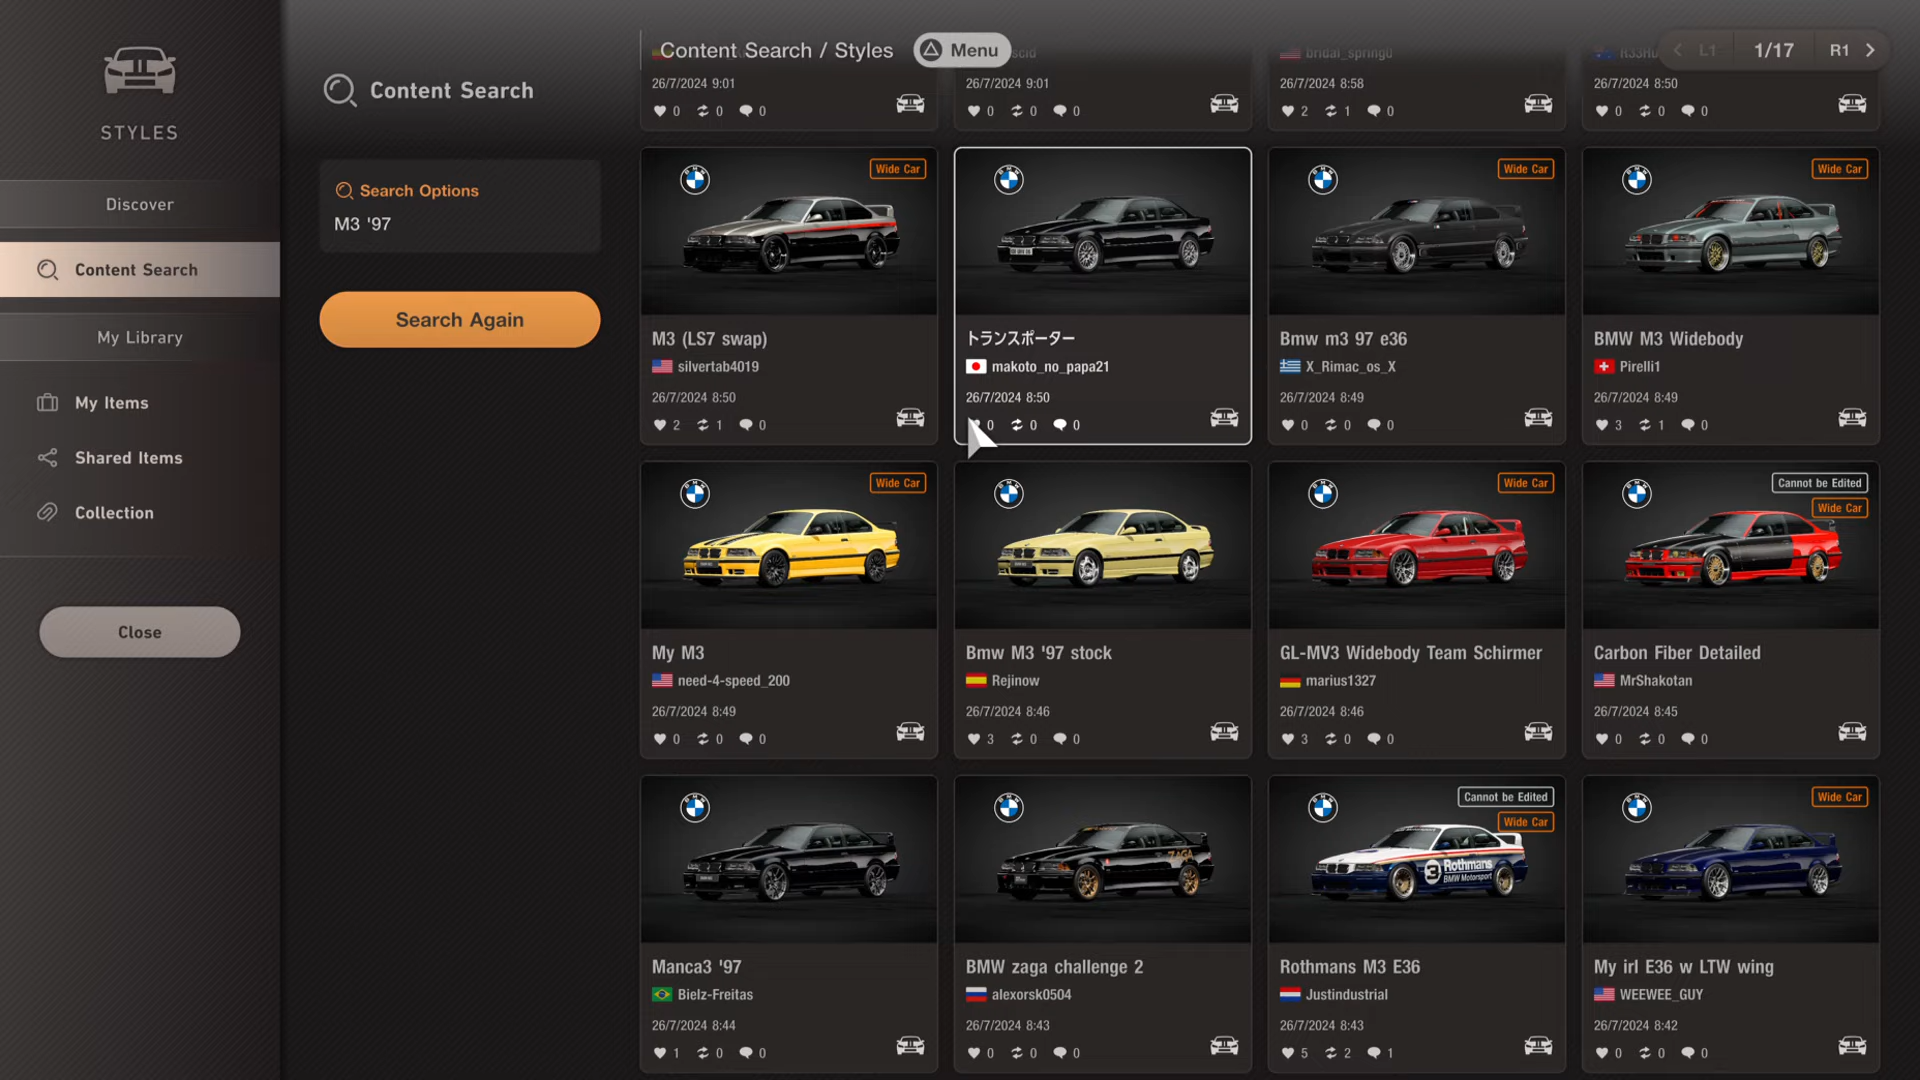 STYLES
Discover
Content Search
My Library
My Items
Shared Items
Collection
Close
Content Search
Search Options
M3 '97
Search Again
Content Search / Styles
Menu
L1
1/17
R1
bridal_spring0
26/7/2024 9:01
0 0 0
26/7/2024 9:01
0 0 0
26/7/2024 8:58
2 1 0
26/7/2024 8:50
0 0 0
Wide Car
M3 (LS7 swap)
silvertab4019
26/7/2024 8:50
2 1 0
トランスポーター
makoto_no_papa21
26/7/2024 8:50
0 0 0
Wide Car
Bmw m3 97 e36
X_Rimac_os_X
26/7/2024 8:49
0 0 0
Wide Car
BMW M3 Widebody
Pirelli1
26/7/2024 8:49
3 1 0
Wide Car
My M3
need-4-speed_200
26/7/2024 8:49
0 0 0
Bmw M3 '97 stock
Rejinow
26/7/2024 8:46
3 0 0
Wide Car
GL-MV3 Widebody Team Schirmer
marius1327
26/7/2024 8:46
3 0 0
Cannot be Edited
Wide Car
Carbon Fiber Detailed
MrShakotan
26/7/2024 8:45
0 0 0
Manca3 '97
Bielz-Freitas
26/7/2024 8:44
1 0 0
ZAGA
BMW zaga challenge 2
alexorsk0504
26/7/2024 8:43
0 0 0
Cannot be Edited
Wide Car
3 Rothmans
BMW Motorsport
Rothmans M3 E36
Justindustrial
26/7/2024 8:43
5 2 1
Wide Car
My irl E36 w LTW wing
WEEWEE_GUY
26/7/2024 8:42
0 0 0